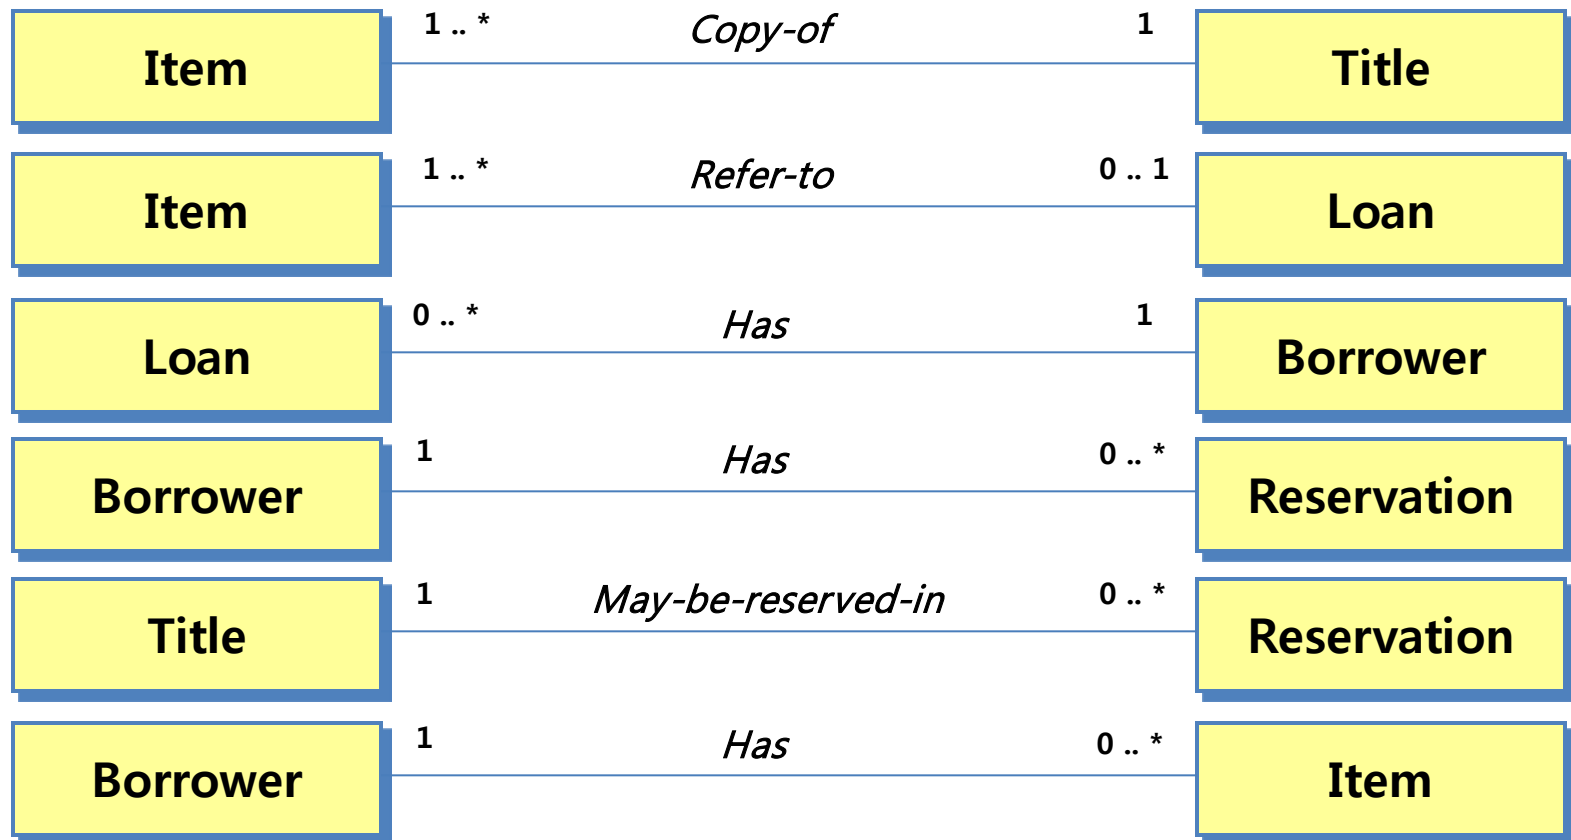 1 .. * Copy-of 1
Item Title
1 .. * Refer-to 0 .. 1
Item Loan
0 .. * Has 1
Loan Borrower
1 Has 0 .. *
Borrower Reservation
1 May-be-reserved-in 0 .. *
Title Reservation
1 Has 0 .. *
Borrower Item